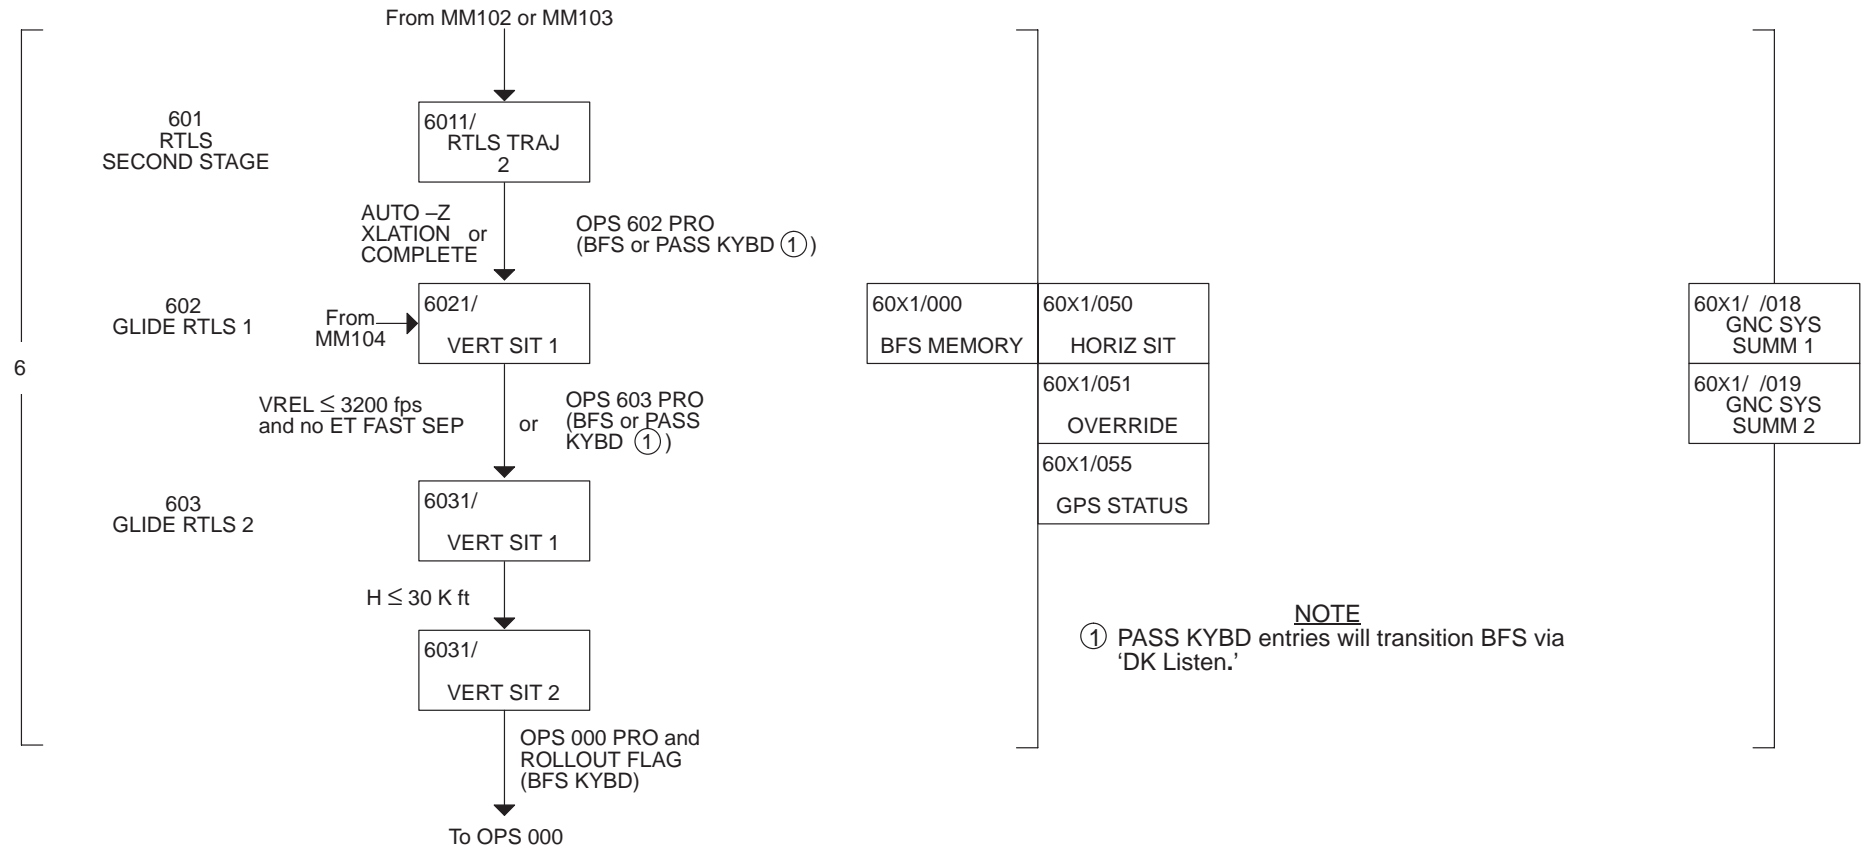 From MM102 or MM103
601
RTLS
SECOND STAGE
6011/
RTLS TRAJ
2
AUTO –Z
XLATION or
COMPLETE
OPS 602 PRO
(BFS or PASS KYBD ①)
602
GLIDE RTLS 1
From
MM104
6021/
VERT SIT 1
60X1/000
BFS MEMORY
60X1/050
HORIZ SIT
60X1/ /018
GNC SYS
SUMM 1
6
VREL ≤ 3200 fps
and no ET FAST SEP
or
OPS 603 PRO
(BFS or PASS
KYBD ①)
60X1/051
OVERRIDE
60X1/ /019
GNC SYS
SUMM 2
60X1/055
GPS STATUS
603
GLIDE RTLS 2
6031/
VERT SIT 1
H ≤ 30 K ft
6031/
VERT SIT 2
NOTE
① PASS KYBD entries will transition BFS via
‘DK Listen.’
OPS 000 PRO and
ROLLOUT FLAG
(BFS KYBD)
To OPS 000